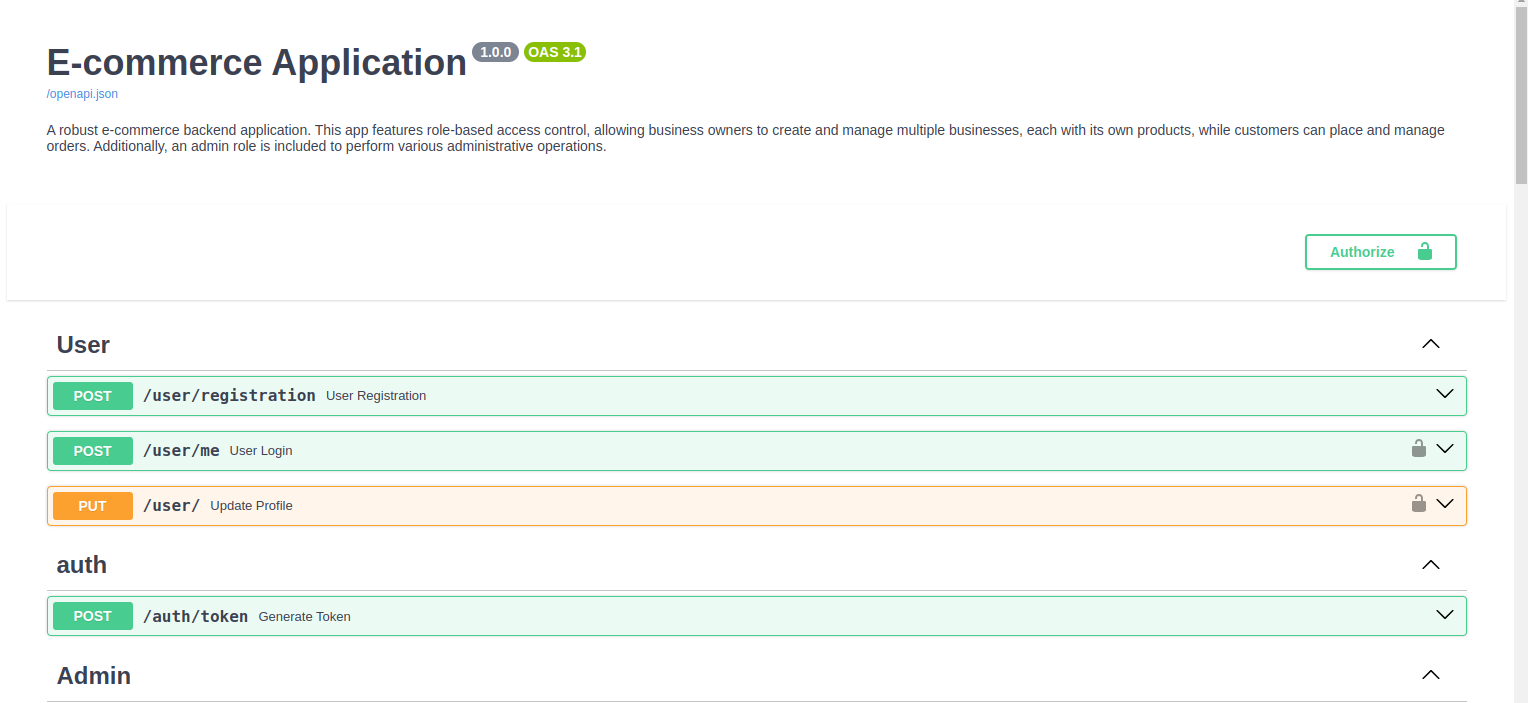 E-commerce Application 1.0.0 OAS 3.1
/openapi.json
A robust e-commerce backend application. This app features role-based access control, allowing business owners to create and manage multiple businesses, each with its own products, while customers can place and manage
orders. Additionally, an admin role is included to perform various administrative operations.
Authorize
User
POST /user/registration User Registration
POST /user/me User Login
PUT /user/ Update Profile
auth
POST /auth/token Generate Token
Admin